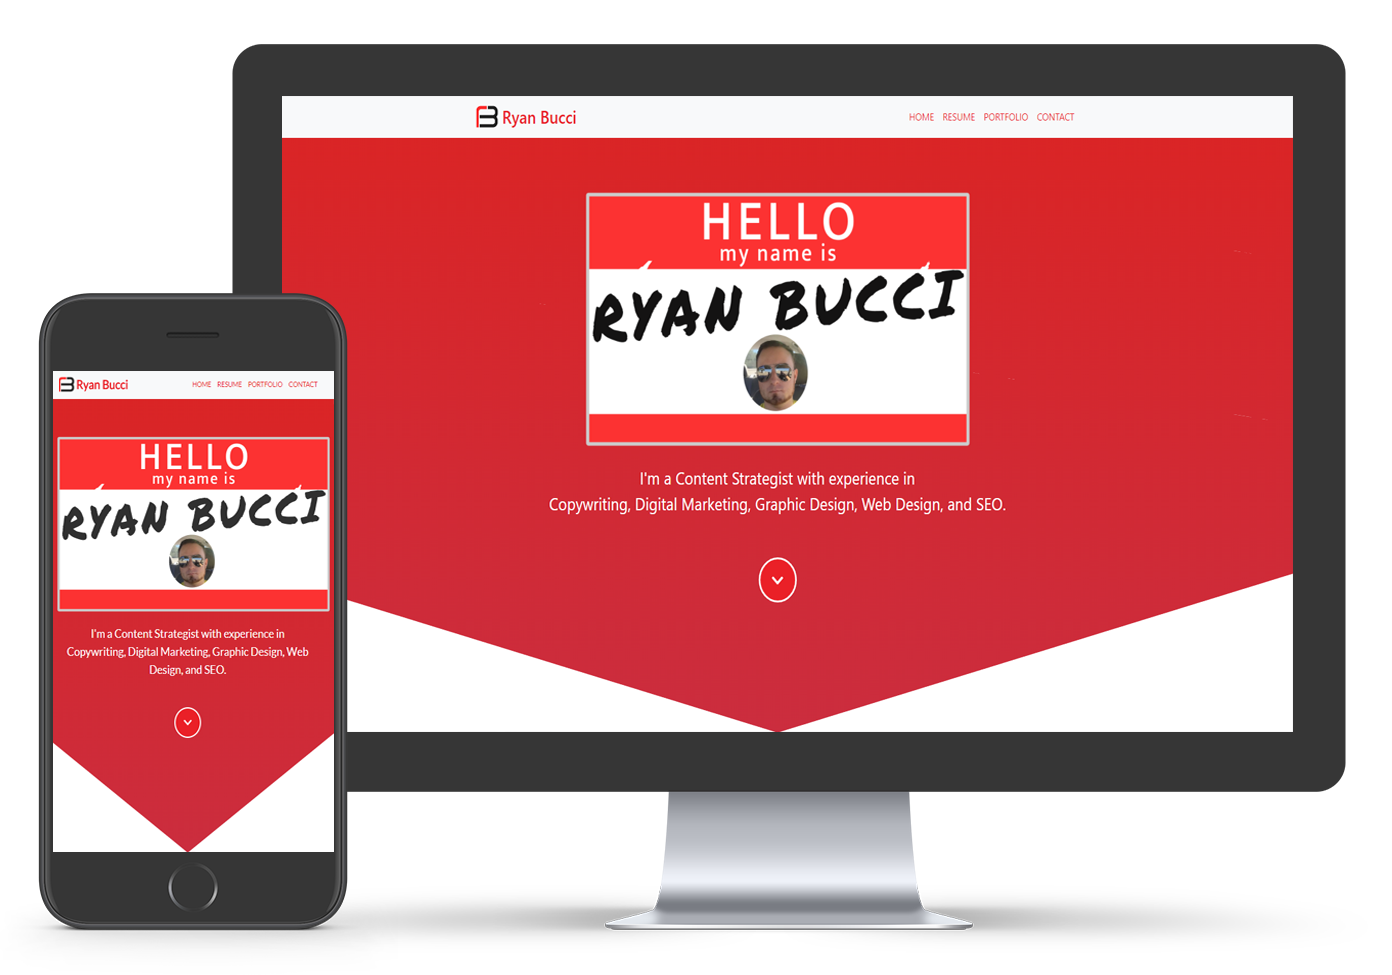 Ryan Bucci
HOME RESUME PORTFOLIO CONTACT
HELLO
my name is
RYAN BUCCI
I'm a Content Strategist with experience in
Copywriting, Digital Marketing, Graphic Design, Web Design, and SEO.
Ryan Bucci
HOME RESUME PORTFOLIO CONTACT
HELLO
my name is
RYAN BUCCI
I'm a Content Strategist with experience in
Copywriting, Digital Marketing, Graphic Design, Web
Design, and SEO.